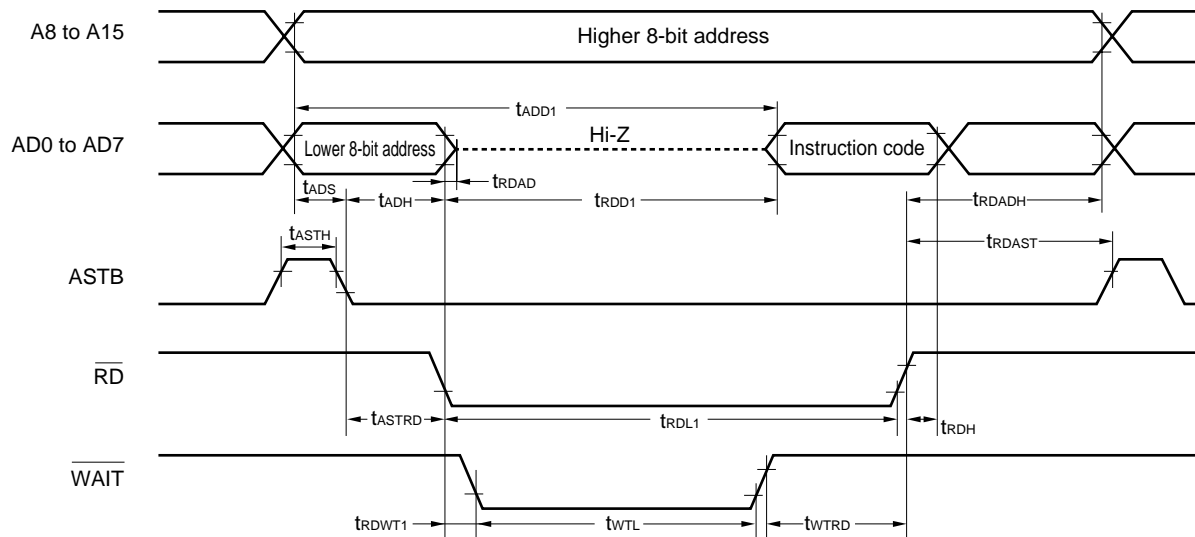 A8 to A15
Higher 8-bit address
tADD1
AD0 to AD7
Lower 8-bit address
Hi-Z
Instruction code
tRDAD
tADS
tADH
tRDD1
tRDADH
tASTH
tRDAST
ASTB
RD
tASTRD
tRDL1
tRDH
WAIT
tRDWT1
tWTL
tWTRD